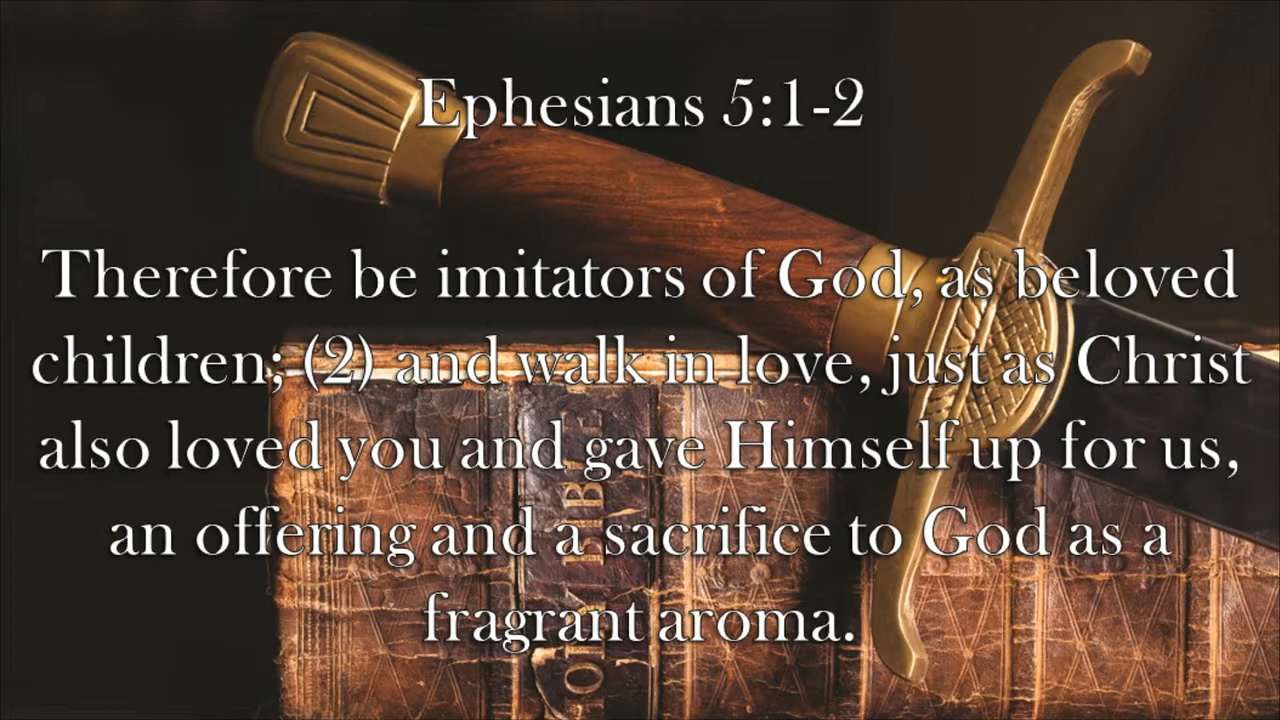 Ephesians 5:1-2
Therefore be imitators of God, as beloved
children; (2) and walk in love, just as Christ
also loved you and gave Himself up for us,
an offering and a sacrifice to God as a
fragrant aroma.
HOLY BIBLE